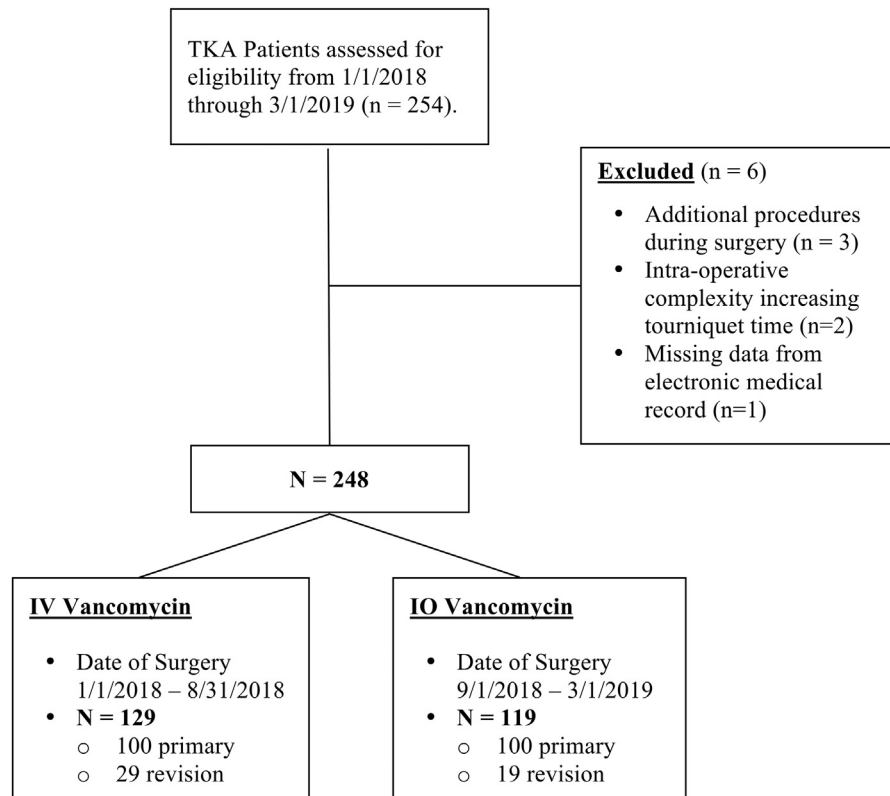 TKA Patients assessed for
eligibility from 1/1/2018
through 3/1/2019 (n = 254).
Excluded (n = 6)
• Additional procedures
during surgery (n = 3)
• Intra-operative
complexity increasing
tourniquet time (n=2)
• Missing data from
electronic medical
record (n=1)
N = 248
IV Vancomycin
• Date of Surgery
1/1/2018 – 8/31/2018
• N = 129
o 100 primary
o 29 revision
IO Vancomycin
• Date of Surgery
9/1/2018 – 3/1/2019
• N = 119
o 100 primary
o 19 revision